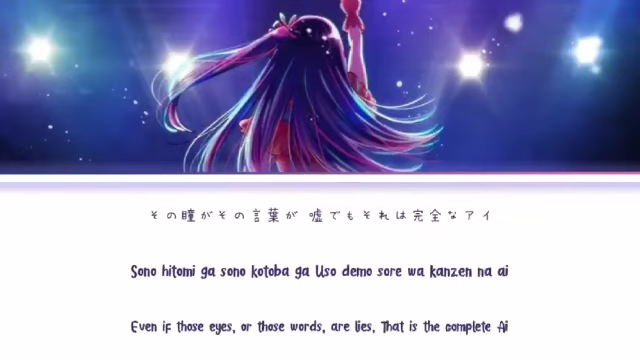 その瞳がその言葉が 嘘でもそれは完全なアイ
Sono hitomi ga sono kotoba ga Uso demo sore wa kanzen na ai
Even if those eyes, or those words, are lies, That is the complete Ai